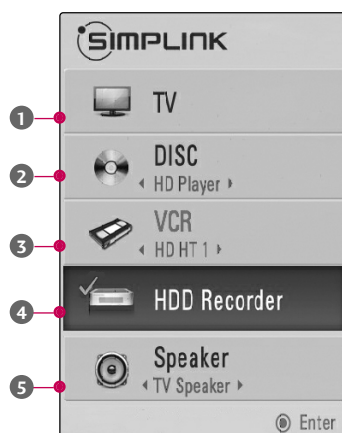 SIMPLINK
1
TV
2
DISC
◂ HD Player ▸
3
VCR
◂ HD HT 1 ▸
4
HDD Recorder
5
Speaker
◂ TV Speaker ▸
◉ Enter